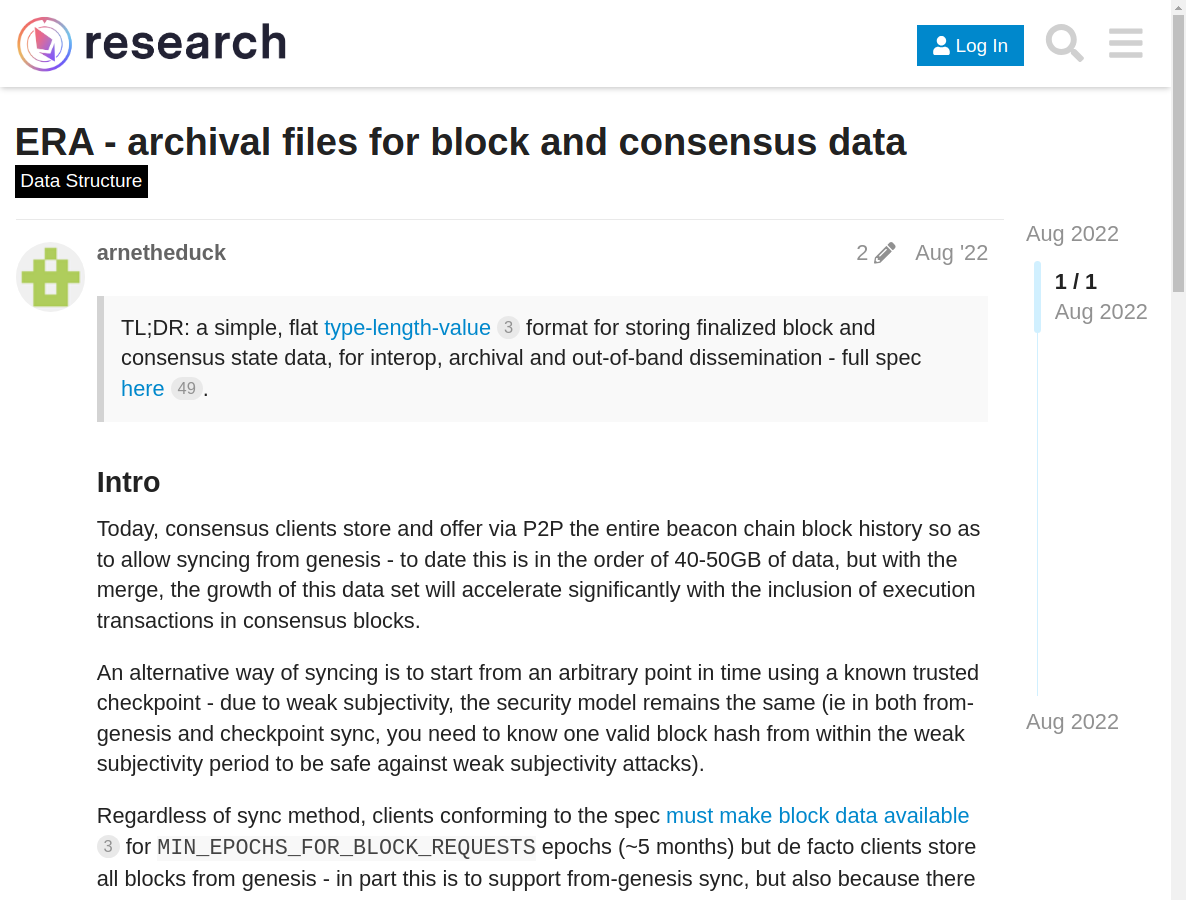 research
Log In
ERA - archival files for block and consensus data
Data Structure
arnetheduck
2
Aug '22
Aug 2022
1 / 1
Aug 2022
TL;DR: a simple, flat type-length-value 3 format for storing finalized block and
consensus state data, for interop, archival and out-of-band dissemination - full spec
here 49.
Intro
Today, consensus clients store and offer via P2P the entire beacon chain block history so as
to allow syncing from genesis - to date this is in the order of 40-50GB of data, but with the
merge, the growth of this data set will accelerate significantly with the inclusion of execution
transactions in consensus blocks.
An alternative way of syncing is to start from an arbitrary point in time using a known trusted
checkpoint - due to weak subjectivity, the security model remains the same (ie in both from-
genesis and checkpoint sync, you need to know one valid block hash from within the weak
subjectivity period to be safe against weak subjectivity attacks).
Aug 2022
Regardless of sync method, clients conforming to the spec must make block data available
3 for MIN_EPOCHS_FOR_BLOCK_REQUESTS epochs (~5 months) but de facto clients store
all blocks from genesis - in part this is to support from-genesis sync, but also because there